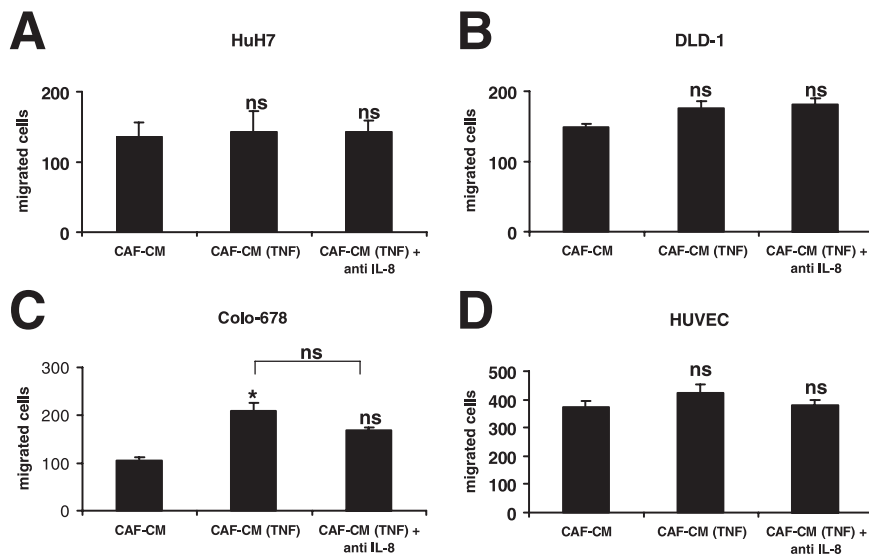 A
HuH7
migrated cells
200
100
0
ns
ns
CAF-CM
CAF-CM (TNF)
CAF-CM (TNF) +
anti IL-8
B
DLD-1
migrated cells
200
100
0
ns
ns
CAF-CM
CAF-CM (TNF)
CAF-CM (TNF) +
anti IL-8
C
Colo-678
migrated cells
300
200
100
0
ns
*
ns
CAF-CM
CAF-CM (TNF)
CAF-CM (TNF) +
anti IL-8
D
HUVEC
migrated cells
500
400
300
200
100
0
ns
ns
CAF-CM
CAF-CM (TNF)
CAF-CM (TNF) +
anti IL-8